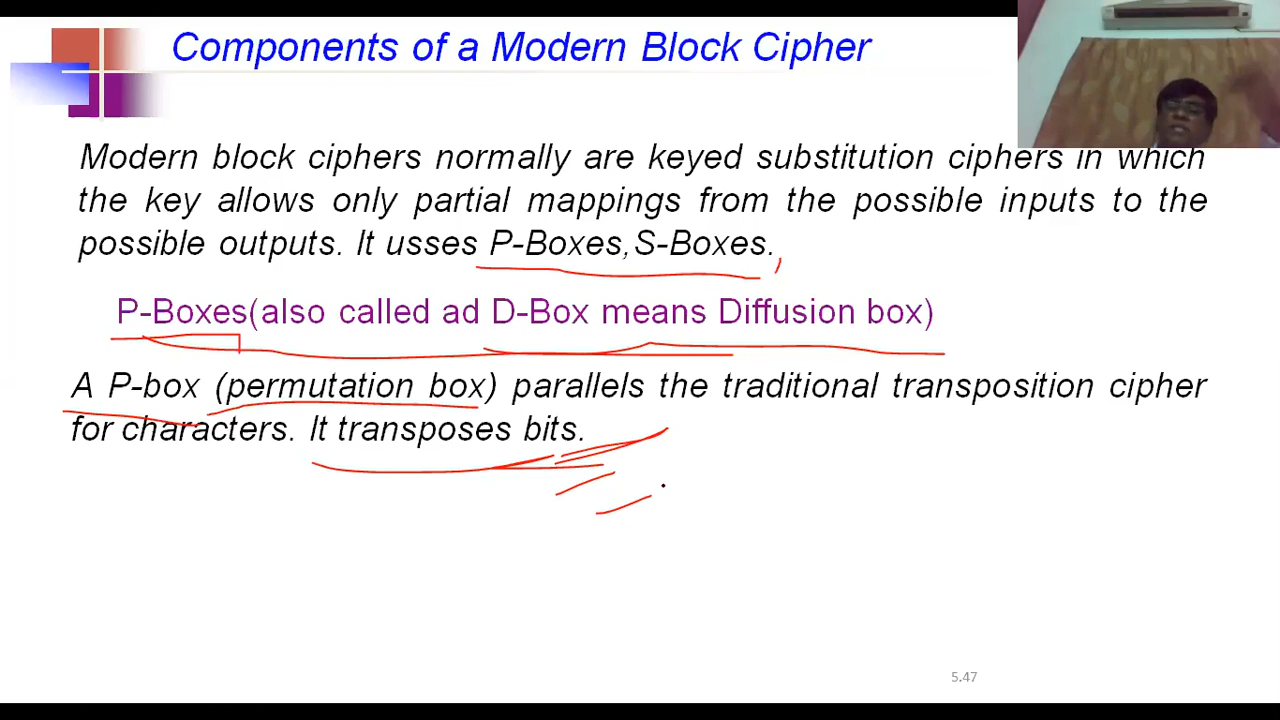 Components of a Modern Block Cipher
Modern block ciphers normally are keyed substitution ciphers in which
the key allows only partial mappings from the possible inputs to the
possible outputs. It usses P-Boxes,S-Boxes.
P-Boxes(also called ad D-Box means Diffusion box)
A P-box (permutation box) parallels the traditional transposition cipher
for characters. It transposes bits.
5.47